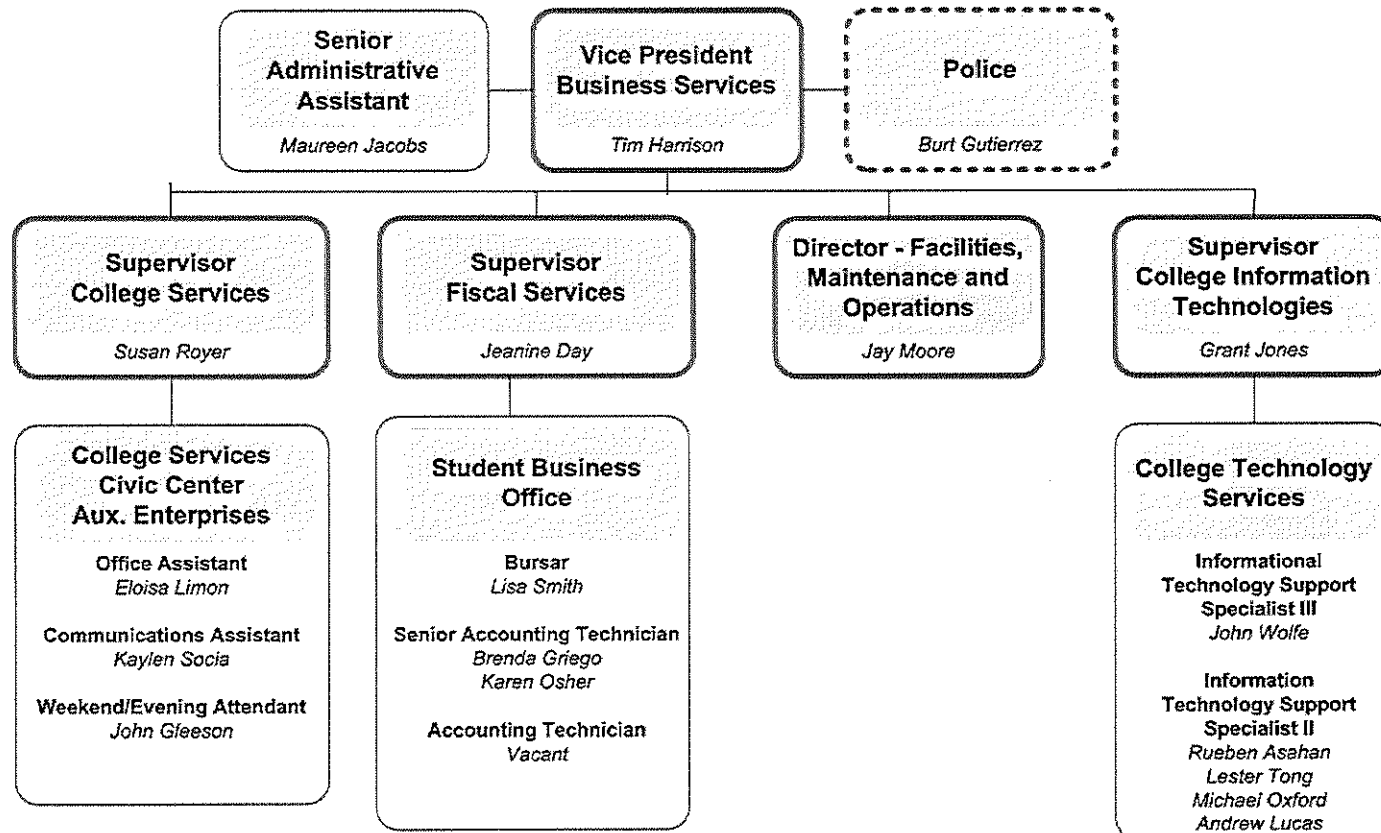 Senior
Administrative
Assistant
Maureen Jacobs
Vice President
Business Services
Tim Harrison
Police
Burt Gutierrez
Supervisor
College Services
Susan Royer
Supervisor
Fiscal Services
Jeanine Day
Director - Facilities,
Maintenance and
Operations
Jay Moore
Supervisor
College Information
Technologies
Grant Jones
College Services
Civic Center
Aux. Enterprises
Office Assistant
Eloisa Limon
Communications Assistant
Kaylen Socia
Weekend/Evening Attendant
John Gleeson
Student Business
Office
Bursar
Lisa Smith
Senior Accounting Technician
Brenda Griego
Karen Osher
Accounting Technician
Vacant
College Technology
Services
Informational
Technology Support
Specialist III
John Wolfe
Information
Technology Support
Specialist II
Rueben Asahan
Lester Tong
Michael Oxford
Andrew Lucas